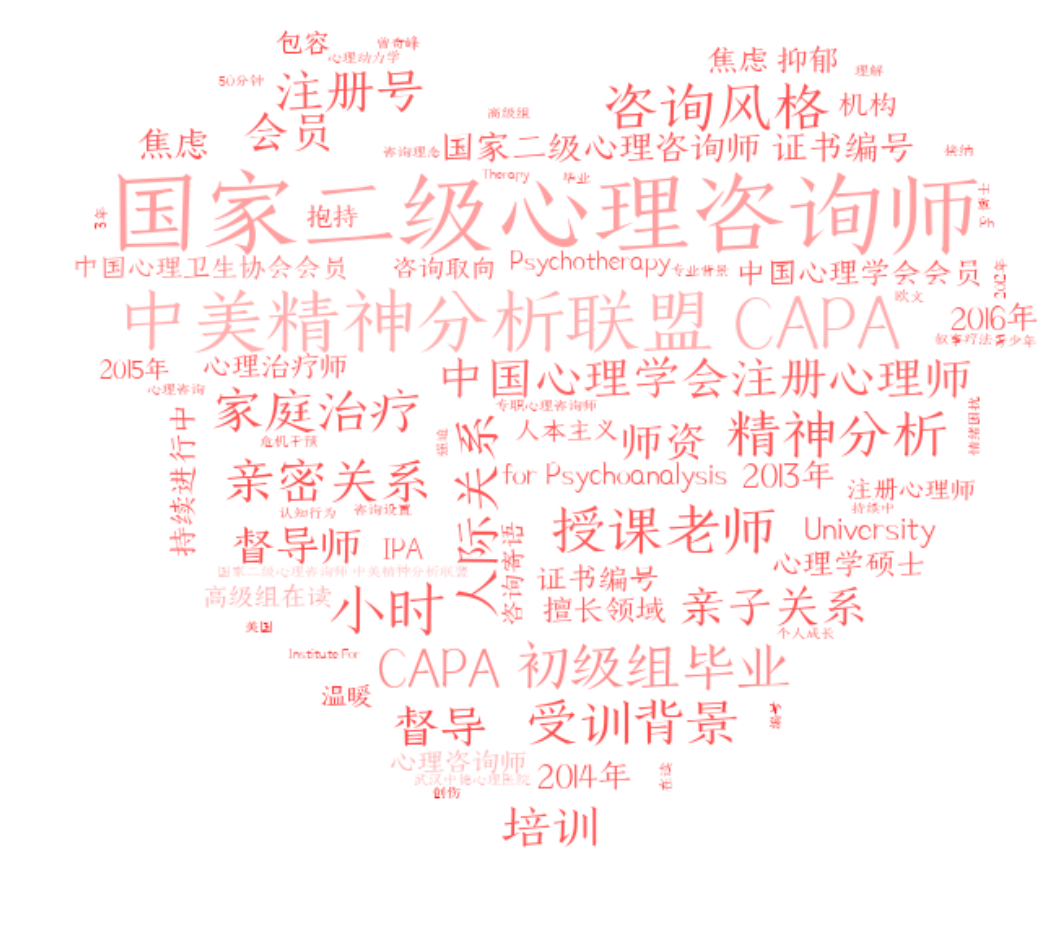 包容
曾奇峰
心理动力学
焦虑 抑郁
理解
50分钟
注册号
咨询风格
机构
高级组
会员
焦虑
咨询理念
国家二级心理咨询师 证书编号
接纳
Therapy
毕业
国家二级心理咨询师
抱持
3年
中国心理卫生协会会员
咨询取向
Psychotherapy
专业背景
中国心理学会会员
2012年
中美精神分析联盟 CAPA
欧文
2016年
叙事疗法
青少年
2015年
心理治疗师
中国心理学会注册心理师
心理咨询
家庭治疗
专职心理咨询师
情绪困扰
持续进行中
危机干预
人际关系
人本主义
师资
精神分析
亲密关系
for Psychoanalysis
2013年
注册心理师
持续中
认知行为
咨询设置
授课老师
University
督导师
IPA
咨询寄语
心理学硕士
国家二级心理咨询师 中美精神分析联盟
证书编号
高级组在读
小时
擅长领域
亲子关系
美国
个人成长
Institute For
CAPA 初级组毕业
温暖
督导
受训背景
编号
心理咨询师
武汉中德心理医院
2014年
在读
创伤
培训